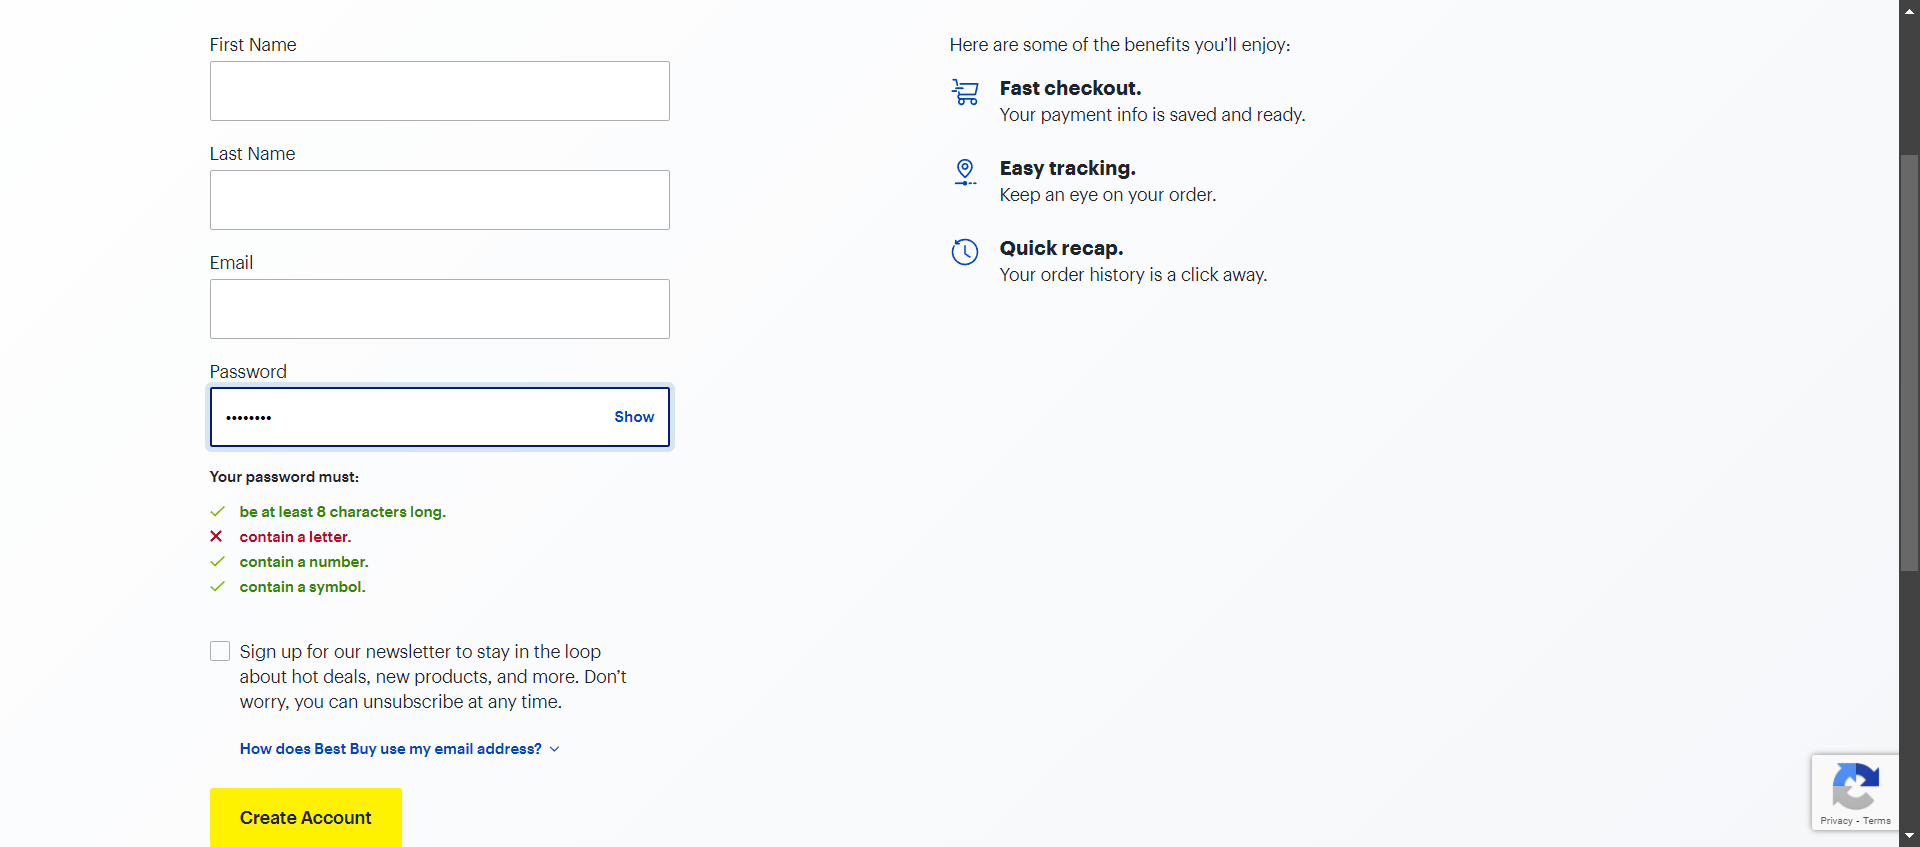 First Name
Last Name
Email
Password
••••••••
Show
Your password must:
be at least 8 characters long.
contain a letter.
contain a number.
contain a symbol.
Sign up for our newsletter to stay in the loop
about hot deals, new products, and more. Don’t
worry, you can unsubscribe at any time.
How does Best Buy use my email address?
Create Account
Here are some of the benefits you’ll enjoy:
Fast checkout.
Your payment info is saved and ready.
Easy tracking.
Keep an eye on your order.
Quick recap.
Your order history is a click away.
Privacy - Terms